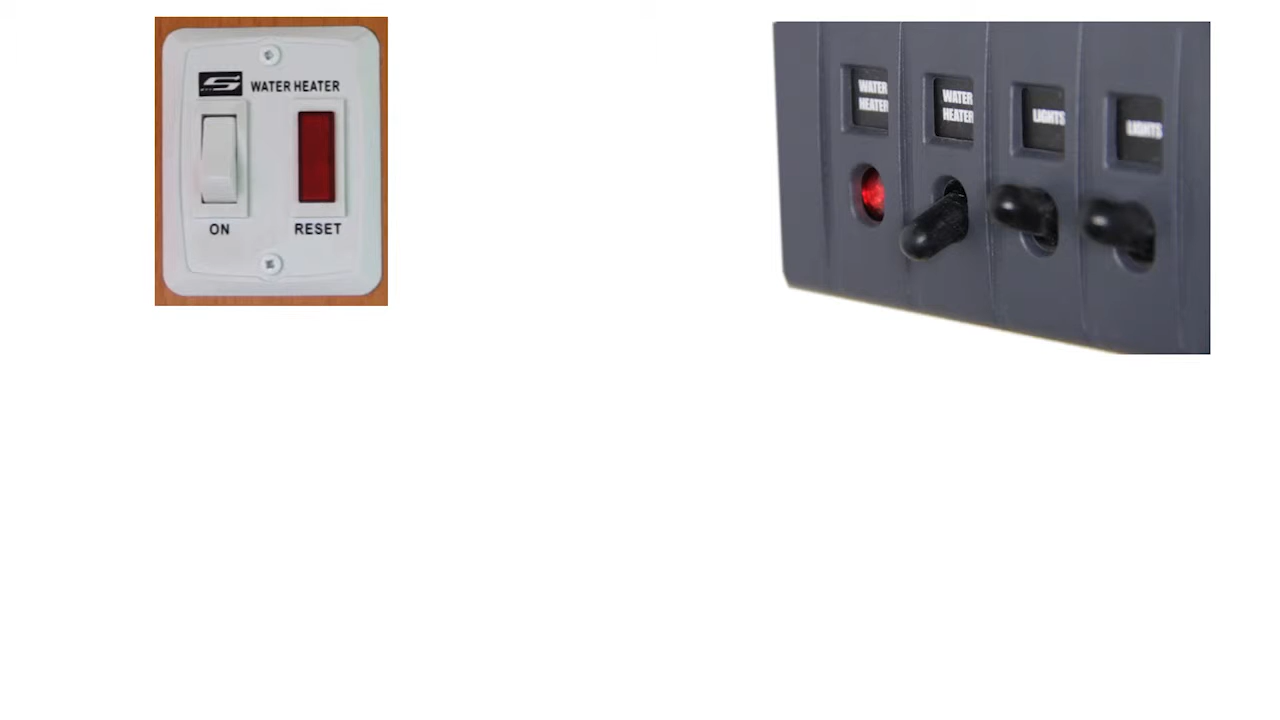 WATER HEATER
ON
RESET
WATER
HEATER
WATER
HEATER
LIGHTS
LIGHTS